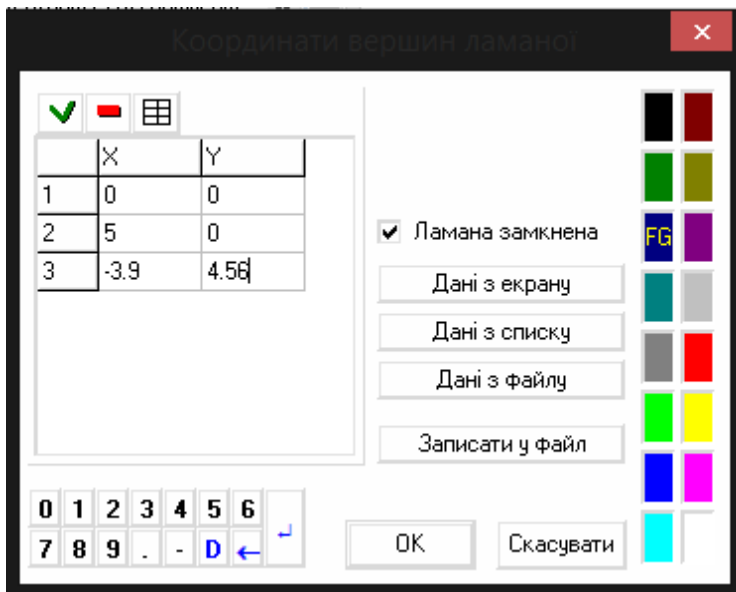 Координати вершин ламаної
X Y
1 0 0
2 5 0
3 -3.9 4.56
Ламана замкнена
FG
Дані з екрану
Дані з списку
Дані з файлу
Записати у файл
0 1 2 3 4 5 6
7 8 9 . - D ←
OK Скасувати